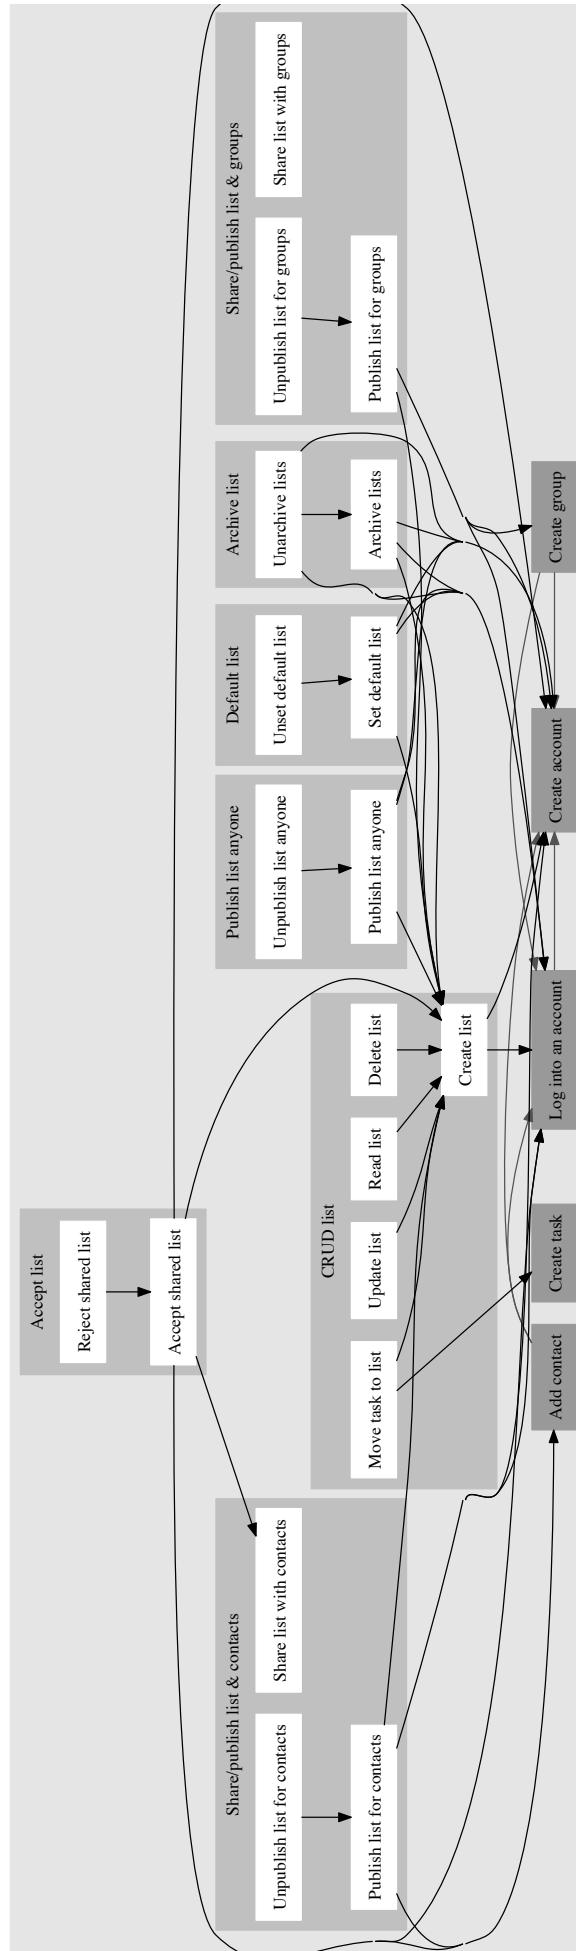 Share/publish list & groups
Share list with groups
Unpublish list for groups
Publish list for groups
Archive list
Unarchive lists
Archive lists
Create group
Default list
Unset default list
Set default list
Create account
Publish list anyone
Unpublish list anyone
Publish list anyone
Accept list
Reject shared list
Accept shared list
CRUD list
Delete list
Read list
Update list
Move task to list
Create list
Log into an account
Create task
Add contact
Share/publish list & contacts
Share list with contacts
Unpublish list for contacts
Publish list for contacts